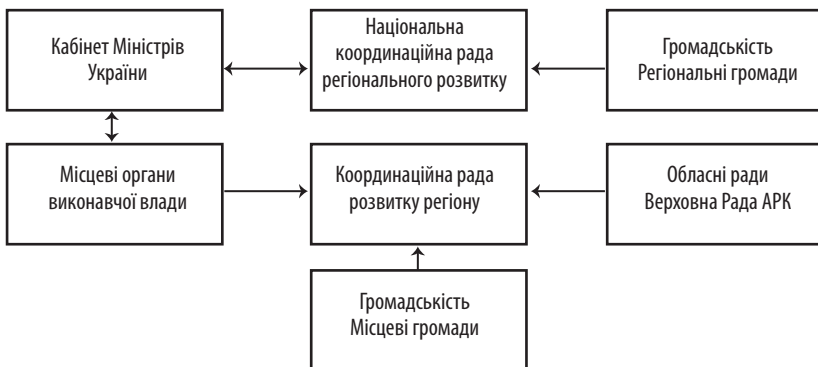 Кабінет Міністрів
України
Національна
координаційна рада
регіонального розвитку
Громадськість
Регіональні громади
Місцеві органи
виконавчої влади
Координаційна рада
розвитку регіону
Обласні ради
Верховна Рада АРК
Громадськість
Місцеві громади